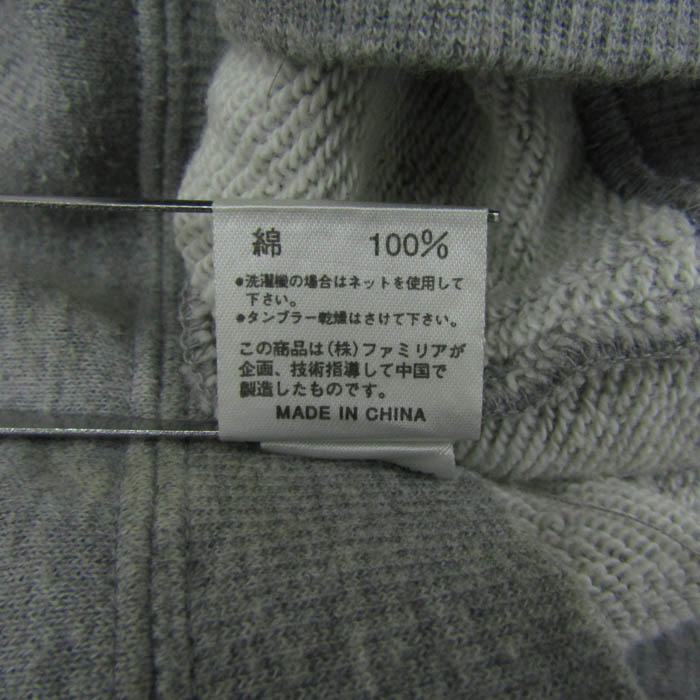 綿 100%
●洗濯機の場合はネットを使用して
下さい。
●タンブラー乾燥はさけて下さい。
この商品は(株)ファミリアが
企画、技術指導して中国で
製造したものです。
MADE IN CHINA